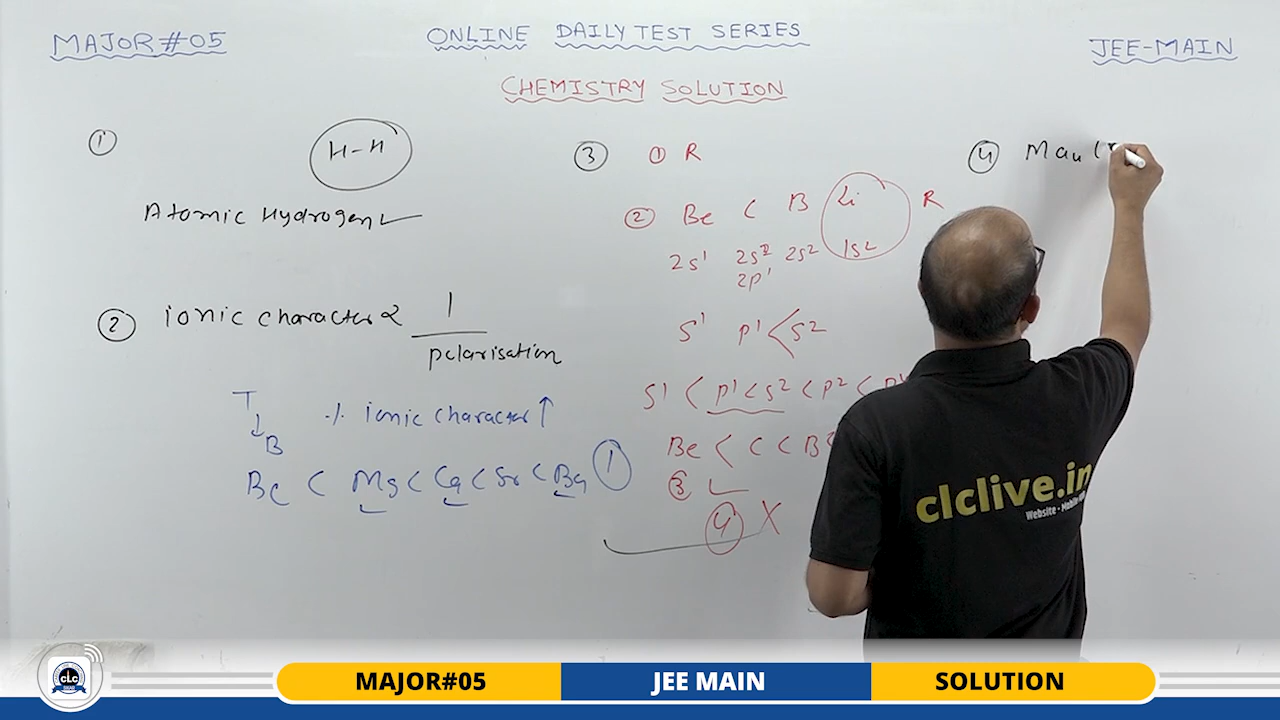 MAJOR#05
ONLINE DAILY TEST SERIES
JEE-MAIN
CHEMISTRY SOLUTION
① H-H
Atomic Hydrogen
② ionic character ∝ 1
polarisation
T
↓
B
·/. ionic character ↑
Be < Mg < Ca < Sr < Ba ①
③ ① R
② Be C B Li R
2s¹ 2s² 2s² 1s²
2p¹
s¹ p¹ < s²
s¹ < p¹ < s² < p² <
Be < C < B
③
④ X
④ Mau
clclive.in
CLC
MAJOR#05
JEE MAIN
SOLUTION